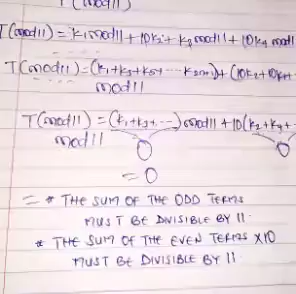 T(mod11)
T(mod11) = k₁mod11 + 10k₂ + k₃mod11 + 10k₄ mod1
T(mod11) = (k₁+k₃+k₅+ ···· k₂ₙ₊₁) + (10k₂+10k₄+
mod11
T(mod11) = (k₁+k₃+···) mod11 + 10(k₂+k₄+
mod11
0 0
= 0
= * THE SUM OF THE ODD TERMS
MUST BE DIVISIBLE BY 11.
* THE SUM OF THE EVEN TERMS X10
MUST BE DIVISIBLE BY 11.